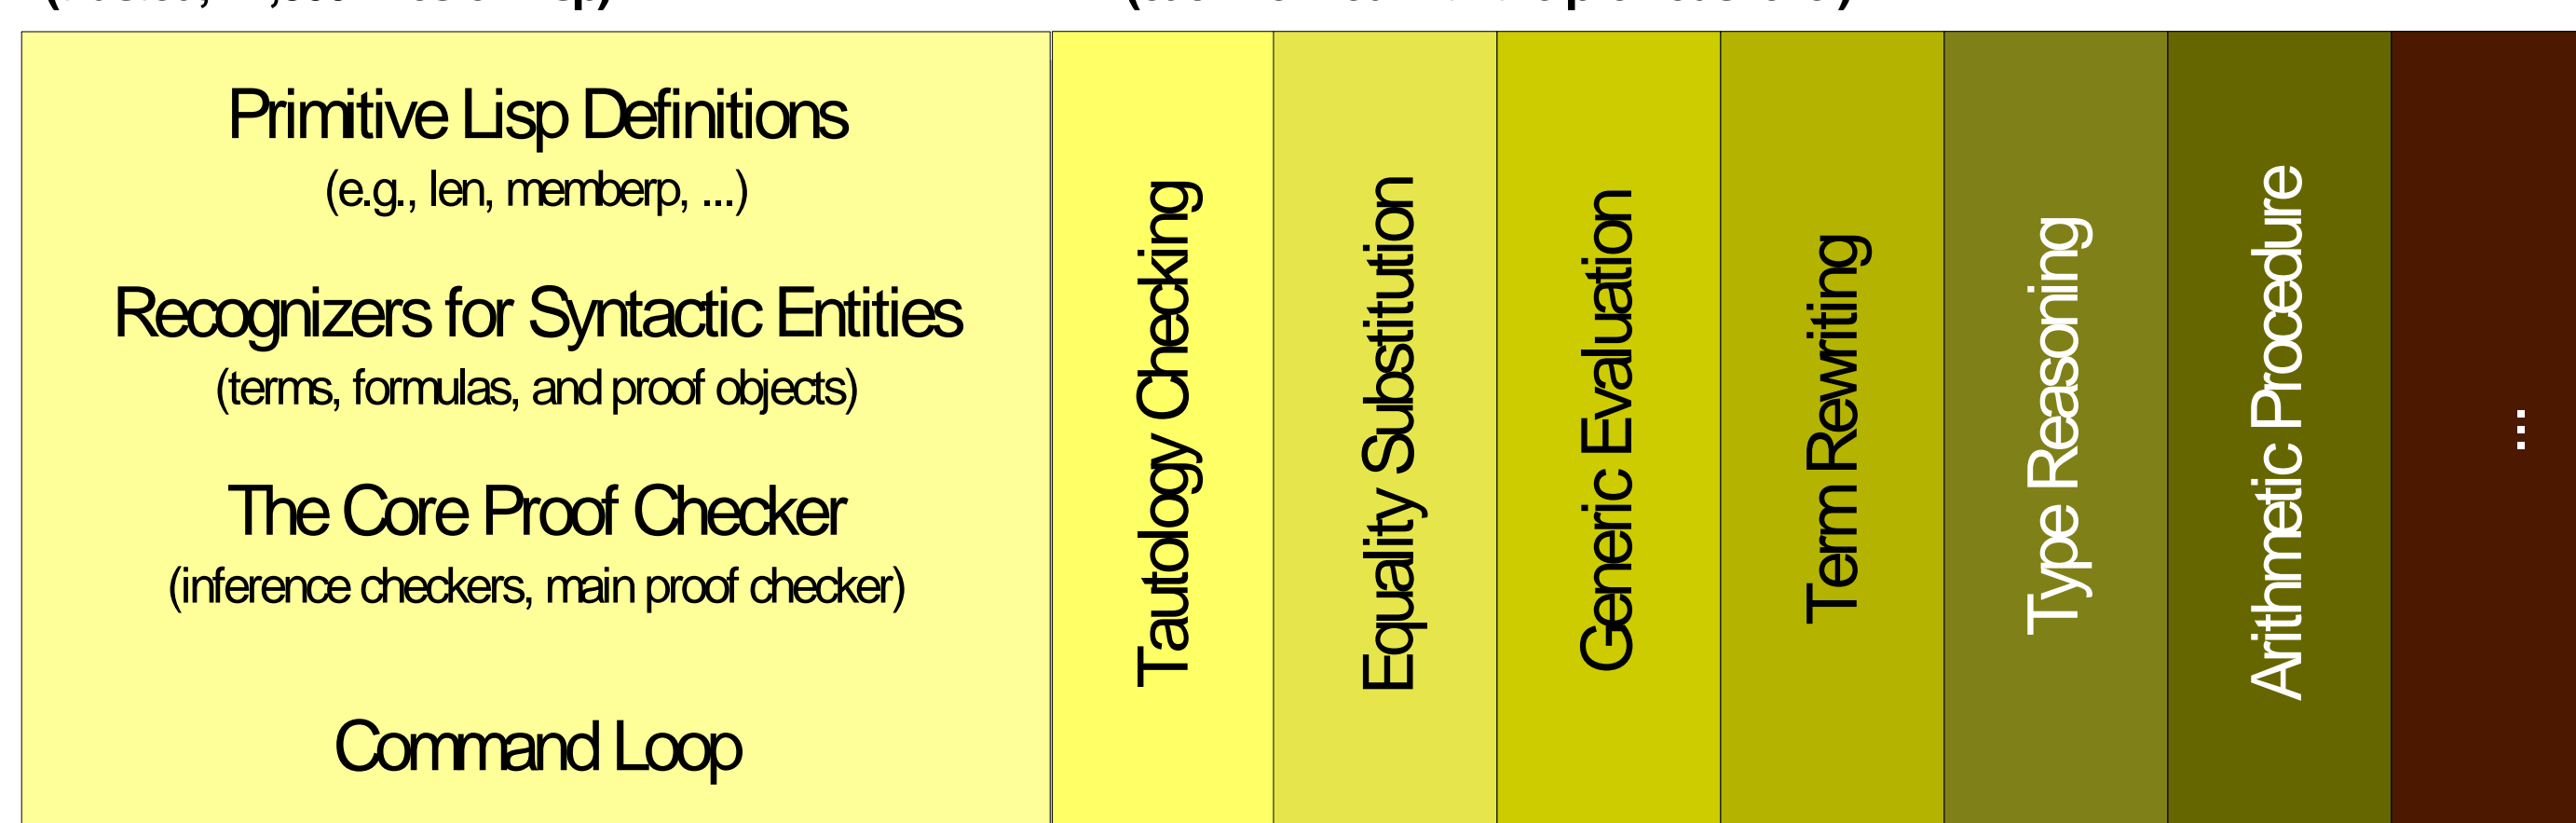 Primitive Lisp Definitions
(e.g., len, memberp, ...)
Recognizers for Syntactic Entities
(terms, formulas, and proof objects)
The Core Proof Checker
(inference checkers, main proof checker)
Command Loop
Tautology Checking
Equality Substitution
Generic Evaluation
Term Rewriting
Type Reasoning
Arithmetic Procedure
...